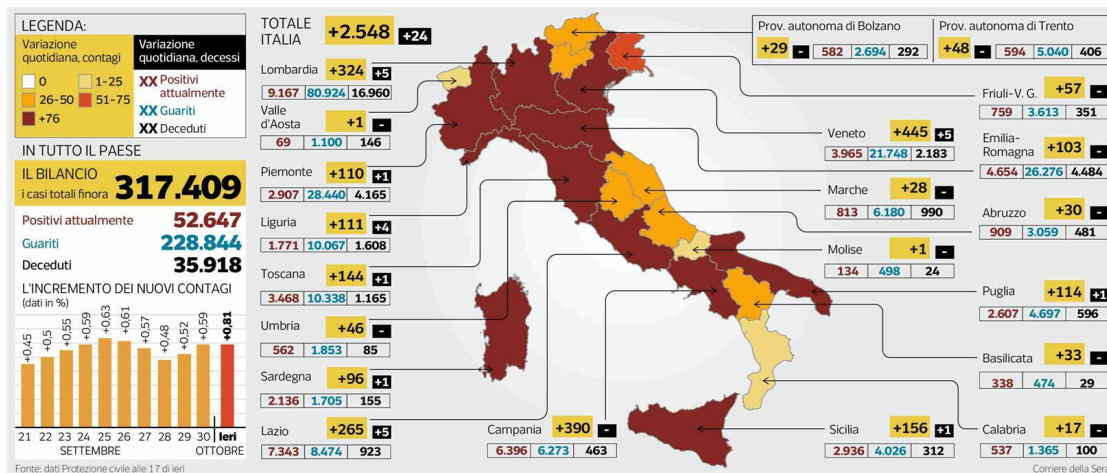 LEGENDA:
Variazione
quotidiana, contagi
0
1-25
26-50
51-75
+76
Variazione
quotidiana, decessi
XX Positivi
attualmente
XX Guariti
XX Deceduti
IN TUTTO IL PAESE
IL BILANCIO
i casi totali finora
317.409
Positivi attualmente 52.647
Guariti 228.844
Deceduti 35.918
L'INCREMENTO DEI NUOVI CONTAGI
(dati in %)
+0,45 +0,5 +0,55 +0,59 +0,63 +0,61 +0,57 +0,48 +0,52 +0,59 +0,81
21 22 23 24 25 26 27 28 29 30 Ieri
SETTEMBRE OTTOBRE
Fonte: dati Protezione civile alle 17 di ieri
TOTALE
ITALIA
+2.548 +24
Lombardia +324 +5
9.167 80.924 16.960
Valle
d'Aosta
+1 -
69 1.100 146
Piemonte +110 +1
2.907 28.440 4.165
Liguria +111 +4
1.771 10.067 1.608
Toscana +144 +1
3.468 10.338 1.165
Umbria +46 -
562 1.853 85
Sardegna +96 +1
2.136 1.705 155
Lazio +265 +5
7.343 8.474 923
Campania +390 -
6.396 6.273 463
Prov. autonoma di Bolzano
+29 - 582 2.694 292
Prov. autonoma di Trento
+48 - 594 5.040 406
Friuli-V. G. +57 -
759 3.613 351
Veneto +445 +5
3.965 21.748 2.183
Emilia-
Romagna
+103 -
4.654 26.276 4.484
Marche +28 -
813 6.180 990
Abruzzo +30 -
909 3.059 481
Molise +1 -
134 498 24
Puglia +114 +1
2.607 4.697 596
Basilicata +33 -
338 474 29
Sicilia +156 +1
2.936 4.026 312
Calabria +17 -
537 1.365 100
Corriere della Sera